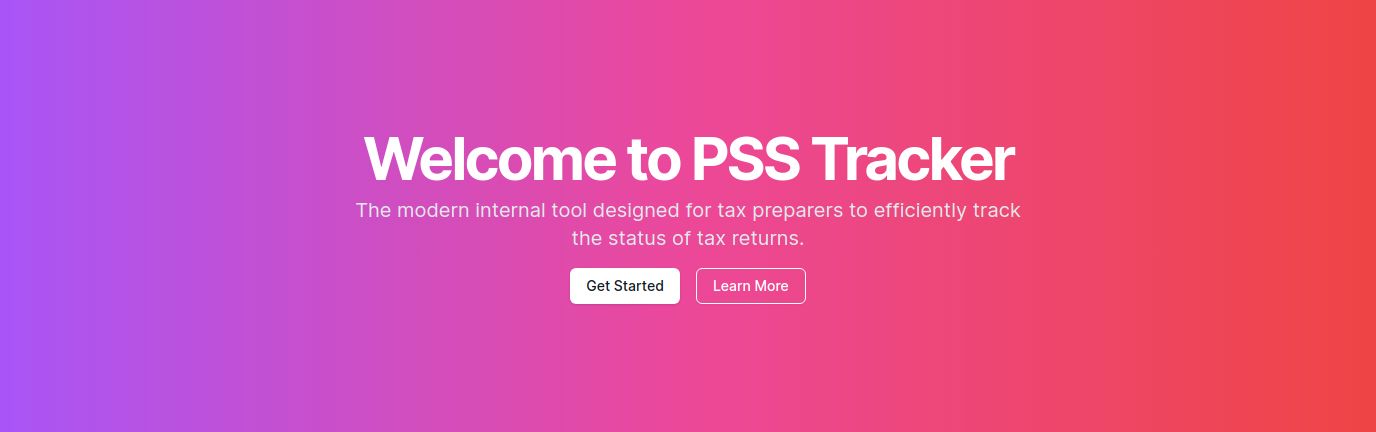 Welcome to PSS Tracker
The modern internal tool designed for tax preparers to efficiently track
the status of tax returns.
Get Started
Learn More